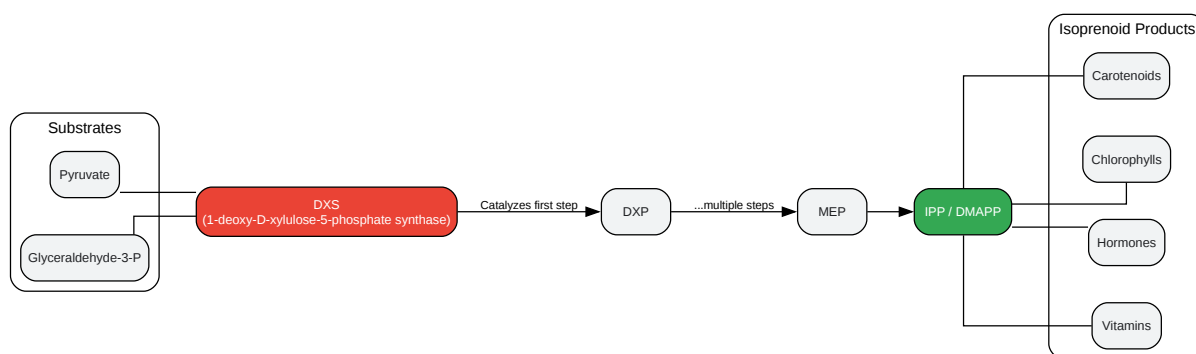 Substrates
Pyruvate
Glyceraldehyde-3-P
DXS
(1-deoxy-D-xylulose-5-phosphate synthase)
Catalyzes first step
DXP
...multiple steps
MEP
IPP / DMAPP
Isoprenoid Products
Carotenoids
Chlorophylls
Hormones
Vitamins